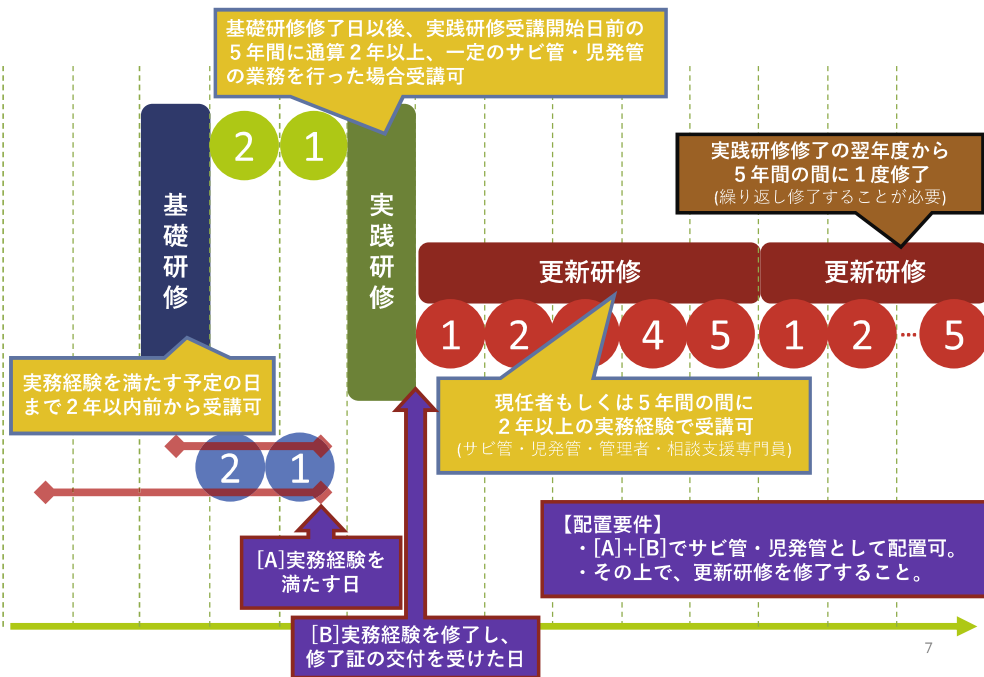 基礎研修修了日以後、実践研修受講開始日前の
5年間に通算2年以上、一定のサビ管・児発管
の業務を行った場合受講可
2
1
基礎研修
実践研修
実践研修修了の翌年度から
5年間の間に1度修了
(繰り返し修了することが必要)
更新研修
更新研修
1
2
4
5
1
2
…
5
実務経験を満たす予定の日
まで2年以内前から受講可
現任者もしくは5年間の間に
2年以上の実務経験で受講可
(サビ管・児発管・管理者・相談支援専門員)
2
1
[A]実務経験を
満たす日
【配置要件】
・[A]+[B]でサビ管・児発管として配置可。
・その上で、更新研修を修了すること。
[B]実務経験を修了し、
修了証の交付を受けた日
7